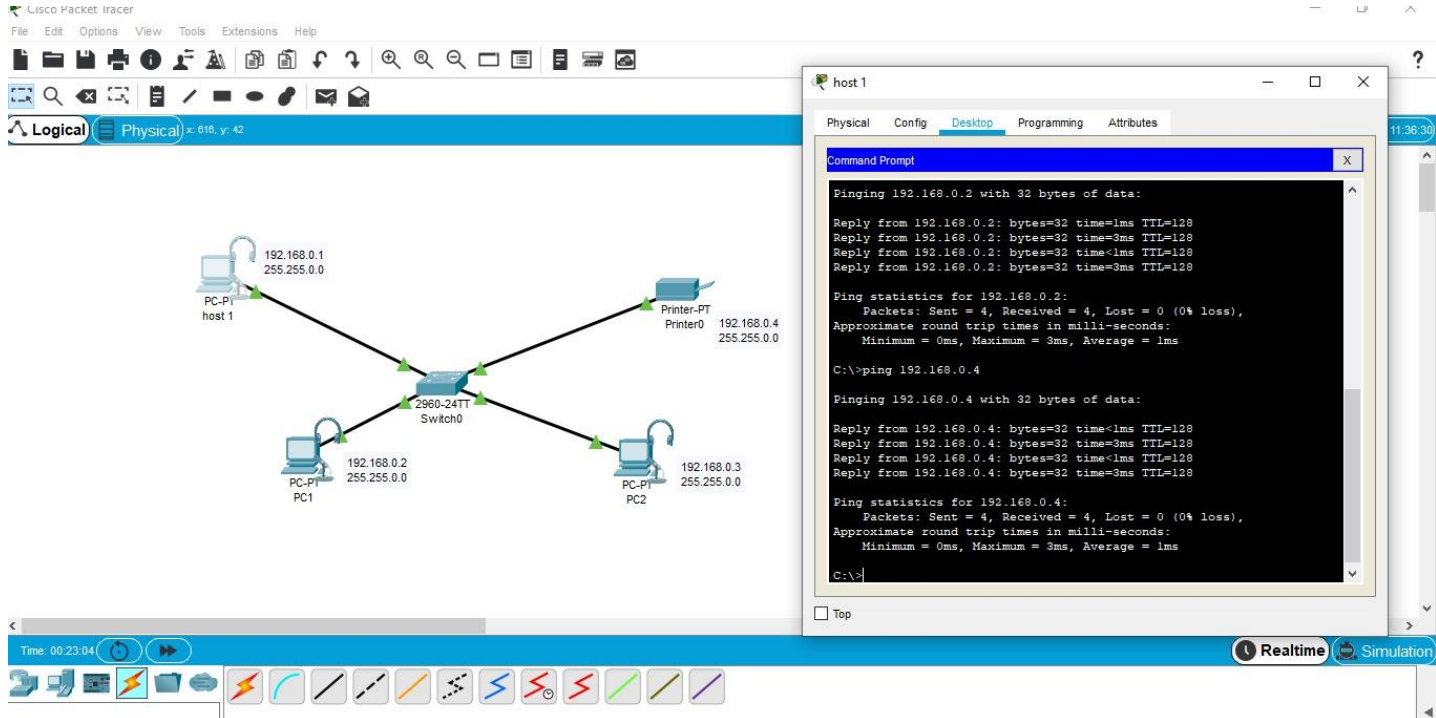 Cisco Packet Tracer
File Edit Options View Tools Extensions Help
?
Logical Physical x: 616, y: 42
11:36:30
192.168.0.1
255.255.0.0
PC-PT
host 1
Printer-PT
Printer0
192.168.0.4
255.255.0.0
2960-24TT
Switch0
192.168.0.2
255.255.0.0
PC-PT
PC1
192.168.0.3
255.255.0.0
PC-PT
PC2
host 1
Physical Config Desktop Programming Attributes
Command Prompt X
Pinging 192.168.0.2 with 32 bytes of data:
Reply from 192.168.0.2: bytes=32 time=1ms TTL=128
Reply from 192.168.0.2: bytes=32 time=3ms TTL=128
Reply from 192.168.0.2: bytes=32 time<1ms TTL=128
Reply from 192.168.0.2: bytes=32 time=3ms TTL=128
Ping statistics for 192.168.0.2:
Packets: Sent = 4, Received = 4, Lost = 0 (0% loss),
Approximate round trip times in milli-seconds:
Minimum = 0ms, Maximum = 3ms, Average = 1ms
C:\>ping 192.168.0.4
Pinging 192.168.0.4 with 32 bytes of data:
Reply from 192.168.0.4: bytes=32 time<1ms TTL=128
Reply from 192.168.0.4: bytes=32 time=3ms TTL=128
Reply from 192.168.0.4: bytes=32 time<1ms TTL=128
Reply from 192.168.0.4: bytes=32 time=3ms TTL=128
Ping statistics for 192.168.0.4:
Packets: Sent = 4, Received = 4, Lost = 0 (0% loss),
Approximate round trip times in milli-seconds:
Minimum = 0ms, Maximum = 3ms, Average = 1ms
C:\>
Top
Time: 00:23:04
Realtime Simulation